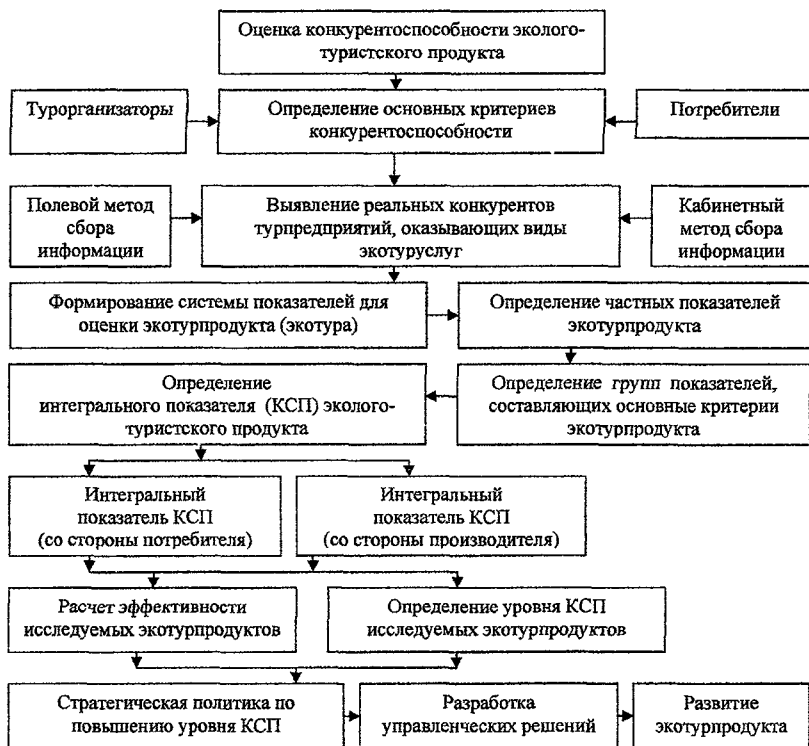 Оценка конкурентоспособности эколого-
туристского продукта
Турорганизаторы
Определение основных критериев
конкурентоспособности
Потребители
Полевой метод
сбора
информации
Выявление реальных конкурентов
турпредприятий, оказывающих виды
экотуруслуг
Кабинетный
метод сбора
информации
Формирование системы показателей для
оценки экотурпродукта (экотура)
Определение частных показателей
экотурпродукта
Определение
интегрального показателя (КСП) эколого-
туристского продукта
Определение групп показателей,
составляющих основные критерии
экотурпродукта
Интегральный
показатель КСП
(со стороны потребителя)
Интегральный
показатель КСП
(со стороны производителя)
Расчет эффективности
исследуемых экотурпродуктов
Определение уровня КСП
исследуемых экотурпродуктов
Стратегическая политика по
повышению уровня КСП
Разработка
управленческих решений
Развитие
экотурпродукта